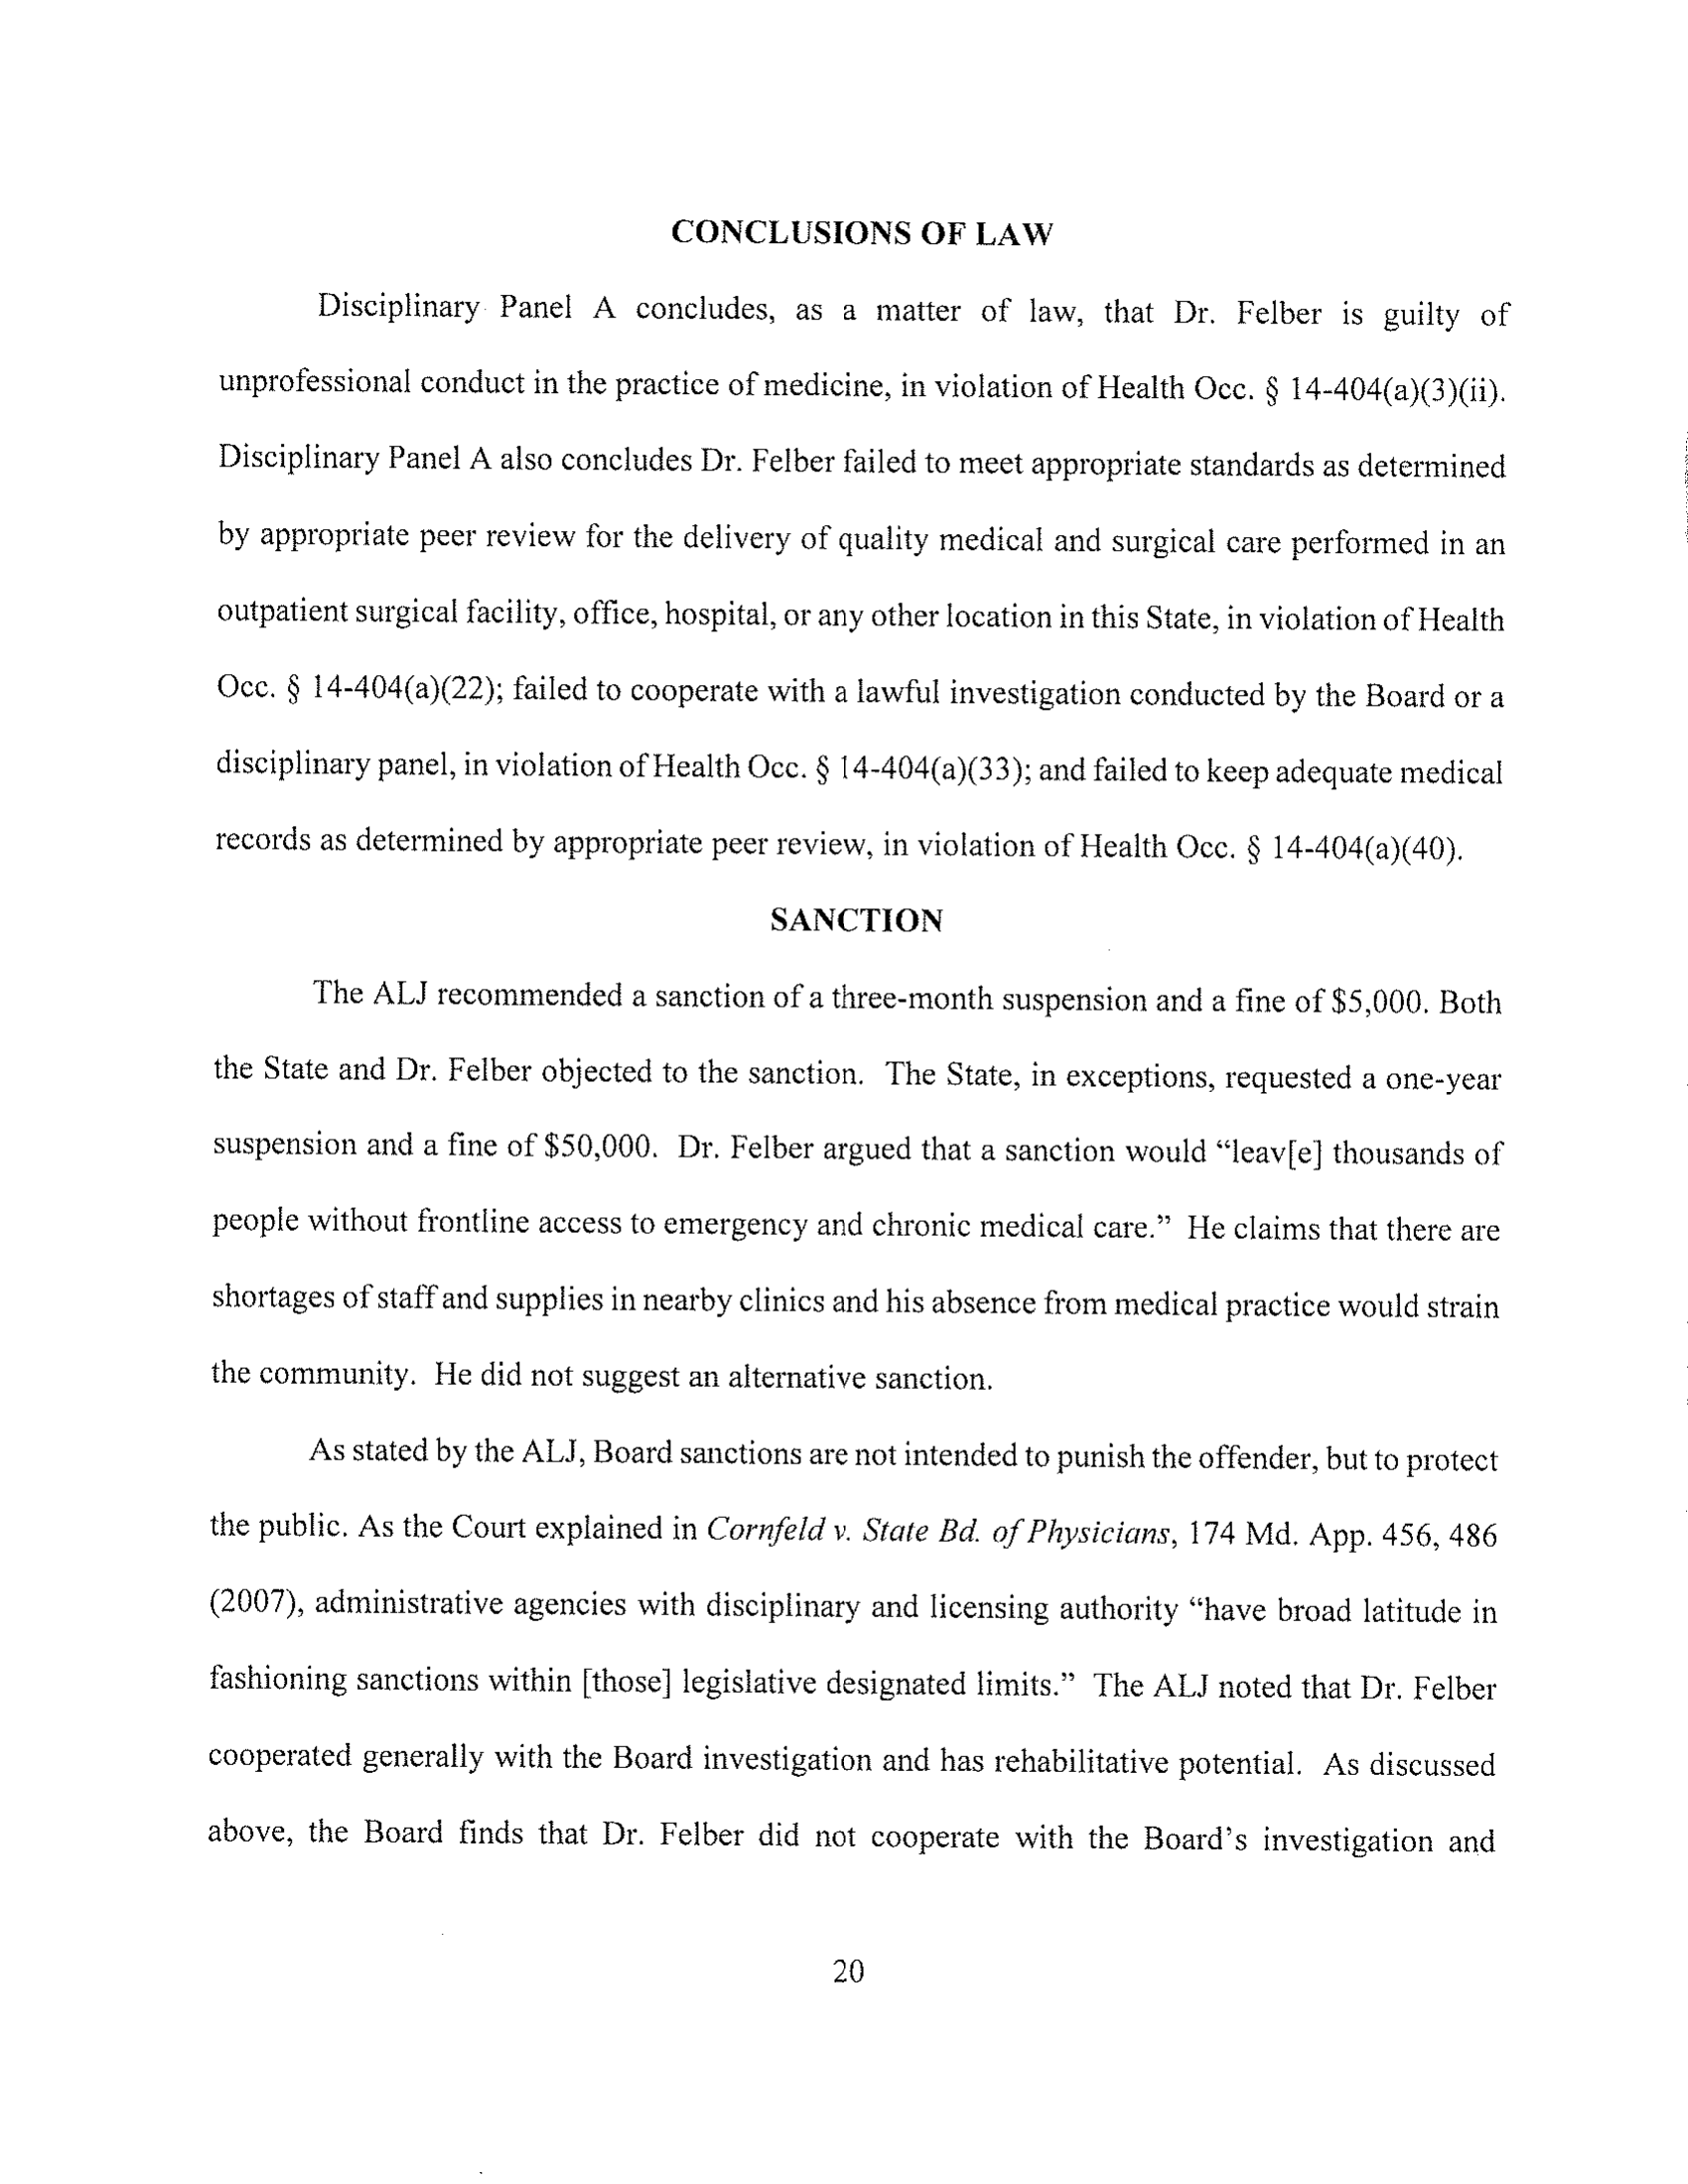 CONCLUSIONS OF LAW
Disciplinary Panel A concludes, as a matter of law, that Dr. Felber is guilty of
unprofessional conduct in the practice of medicine, in violation of Health Occ. § 14-404(a)(3)(ii).
Disciplinary Panel A also concludes Dr. Felber failed to meet appropriate standards as determined
by appropriate peer review for the delivery of quality medical and surgical care performed in an
outpatient surgical facility, office, hospital, or any other location in this State, in violation of Health
Occ. § 14-404(a)(22); failed to cooperate with a lawful investigation conducted by the Board or a
disciplinary panel, in violation of Health Occ. § 14-404(a)(33); and failed to keep adequate medical
records as determined by appropriate peer review, in violation of Health Occ. § 14-404(a)(40).
SANCTION
The ALJ recommended a sanction of a three-month suspension and a fine of $5,000. Both
the State and Dr. Felber objected to the sanction. The State, in exceptions, requested a one-year
suspension and a fine of $50,000. Dr. Felber argued that a sanction would “leav[e] thousands of
people without frontline access to emergency and chronic medical care.” He claims that there are
shortages of staff and supplies in nearby clinics and his absence from medical practice would strain
the community. He did not suggest an alternative sanction.
As stated by the ALJ, Board sanctions are not intended to punish the offender, but to protect
the public. As the Court explained in Cornfeld v. State Bd. of Physicians, 174 Md. App. 456, 486
(2007), administrative agencies with disciplinary and licensing authority “have broad latitude in
fashioning sanctions within [those] legislative designated limits.” The ALJ noted that Dr. Felber
cooperated generally with the Board investigation and has rehabilitative potential. As discussed
above, the Board finds that Dr. Felber did not cooperate with the Board’s investigation and
20